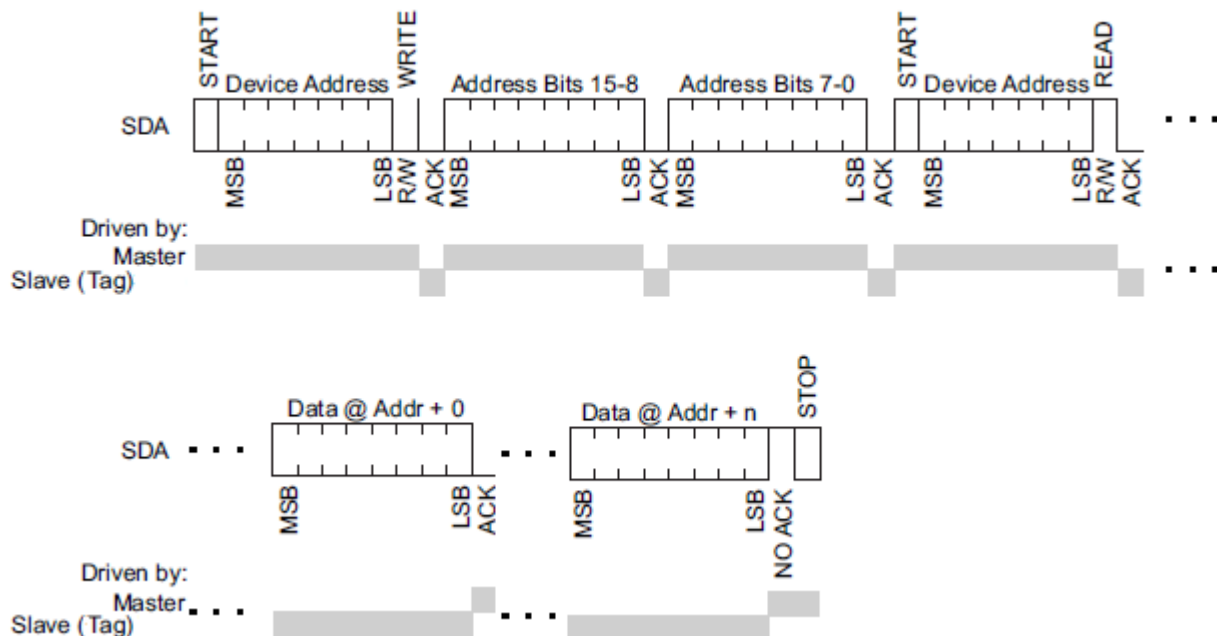 START WRITE START READ
Device Address Address Bits 15-8 Address Bits 7-0 Device Address
SDA
MSB LSB R/W ACK MSB LSB ACK MSB LSB ACK MSB LSB R/W ACK
Driven by:
Master
Slave (Tag)
STOP
Data @ Addr + 0 Data @ Addr + n
SDA
MSB LSB ACK MSB LSB NO ACK
Driven by:
Master
Slave (Tag)